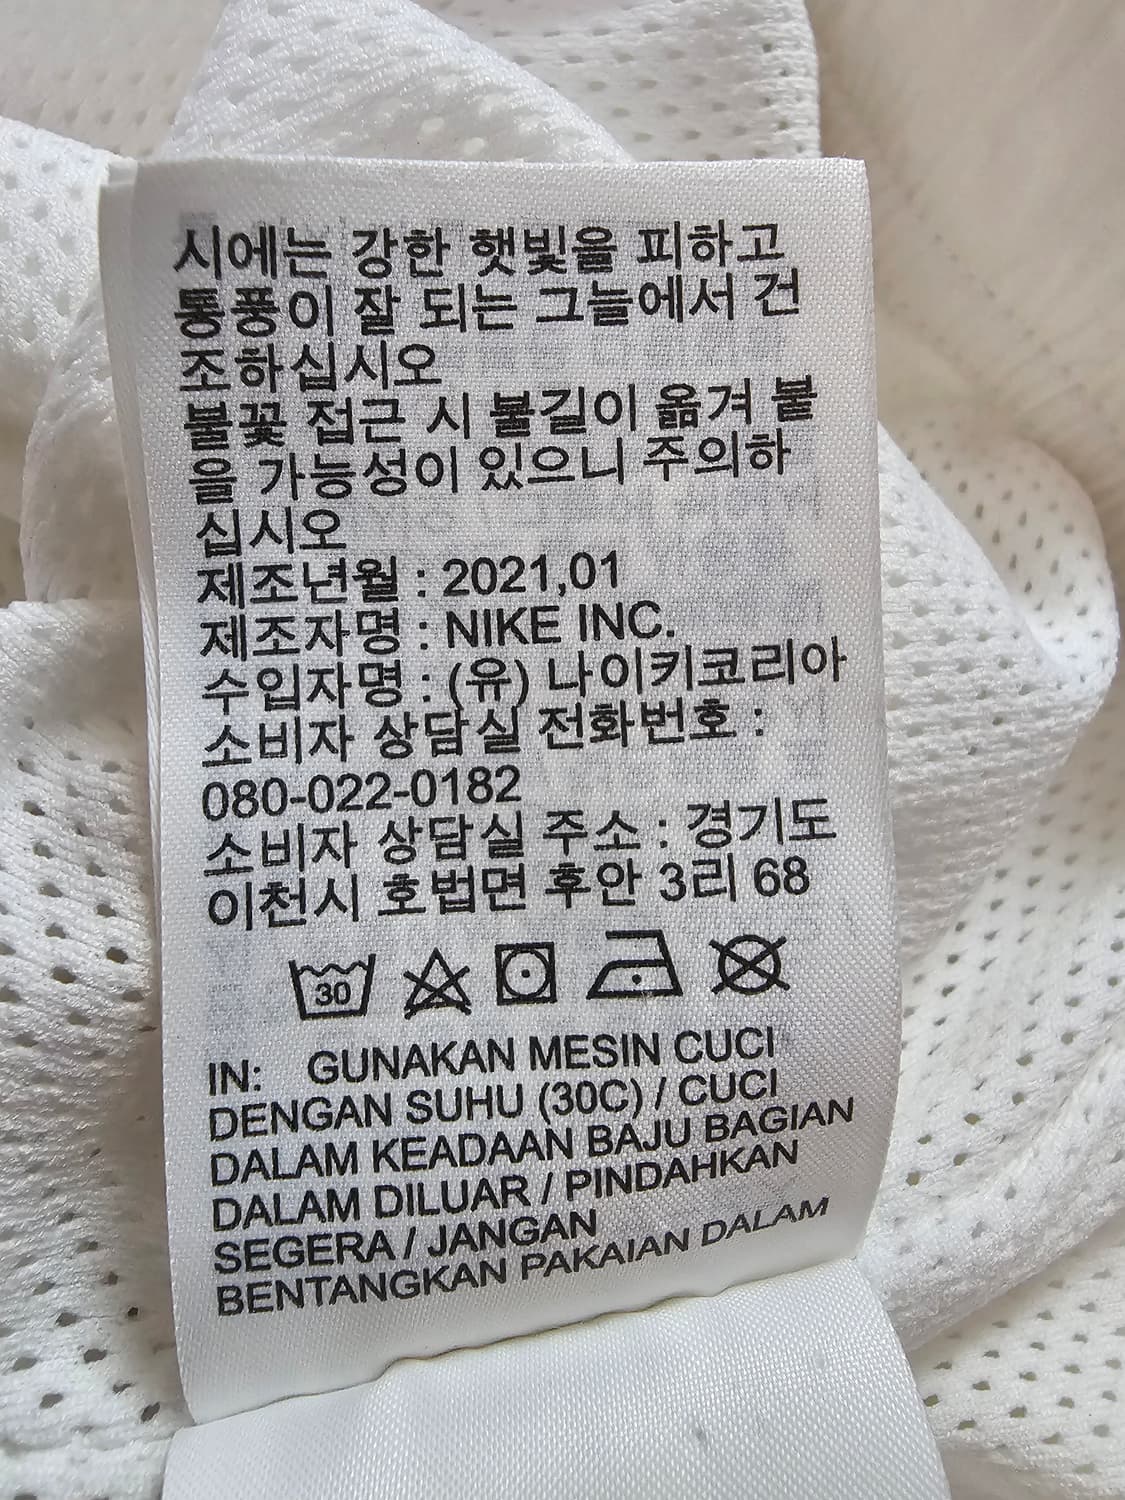 시에는 강한 햇빛을 피하고
통풍이 잘 되는 그늘에서 건
조하십시오
불꽃 접근 시 불길이 옮겨 붙
을 가능성이 있으니 주의하
십시오
제조년월 : 2021,01
제조자명 : NIKE INC.
수입자명 : (유) 나이키코리아
소비자 상담실 전화번호 :
080-022-0182
소비자 상담실 주소 : 경기도
이천시 호법면 후안 3리 68
30
IN: GUNAKAN MESIN CUCI
DENGAN SUHU (30C) / CUCI
DALAM KEADAAN BAJU BAGIAN
DALAM DILUAR / PINDAHKAN
SEGERA / JANGAN
BENTANGKAN PAKAIAN DALAM